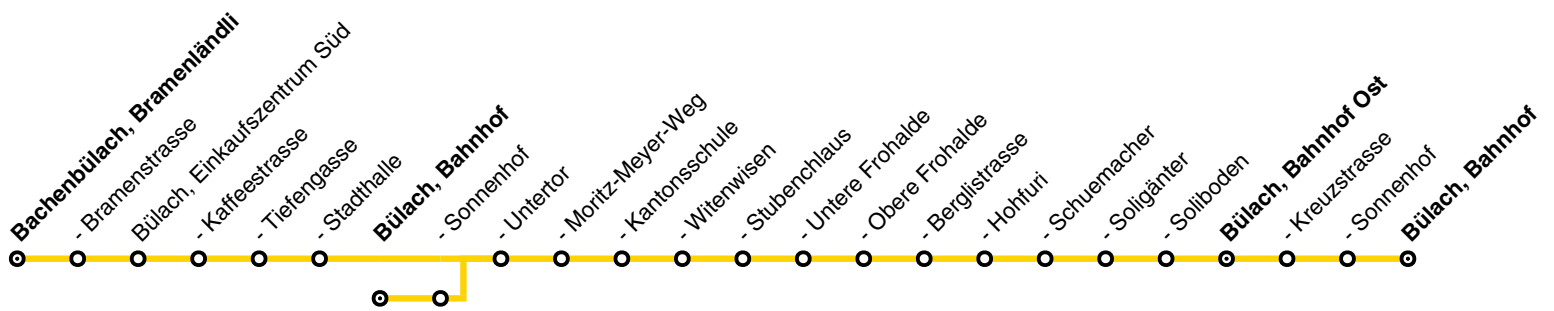 Bachenbülach, Bramenländli
- Bramenstrasse
Bülach, Einkaufszentrum Süd
- Kaffeestrasse
- Tiefengasse
- Stadthalle
Bülach, Bahnhof
- Sonnenhof
- Untertor
- Moritz-Meyer-Weg
- Kantonsschule
- Witenwisen
- Stubenchlaus
- Untere Frohalde
- Obere Frohalde
- Berglistrasse
- Hohfuri
- Schuemacher
- Soligänter
- Soliboden
Bülach, Bahnhof Ost
- Kreuzstrasse
- Sonnenhof
Bülach, Bahnhof